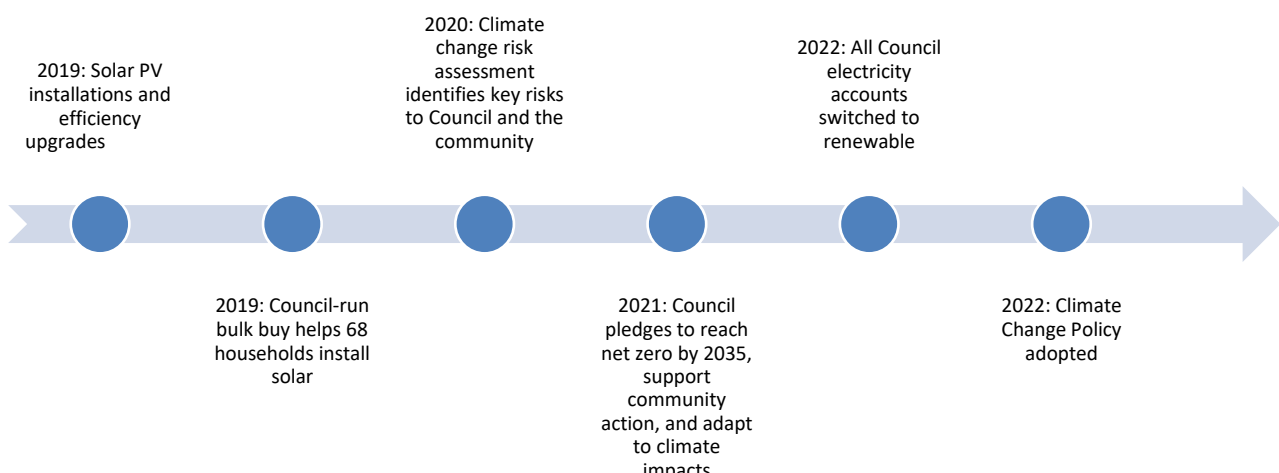 2019: Solar PV
installations and
efficiency
upgrades
2019: Council-run
bulk buy helps 68
households install
solar
2020: Climate
change risk
assessment
identifies key risks
to Council and the
community
2021: Council
pledges to reach
net zero by 2035,
support
community
action, and adapt
to climate
impacts
2022: All Council
electricity
accounts
switched to
renewable
2022: Climate
Change Policy
adopted